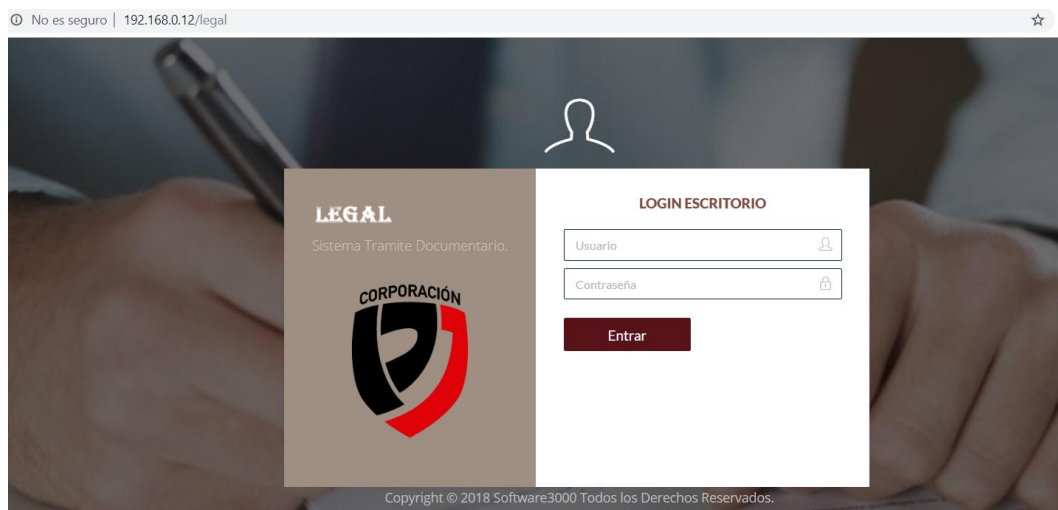 No es seguro | 192.168.0.12/legal
LEGAL
Sistema Tramite Documentario.
CORPORACIÓN
LOGIN ESCRITORIO
Usuario
Contraseña
Entrar
Copyright © 2018 Software3000 Todos los Derechos Reservados.